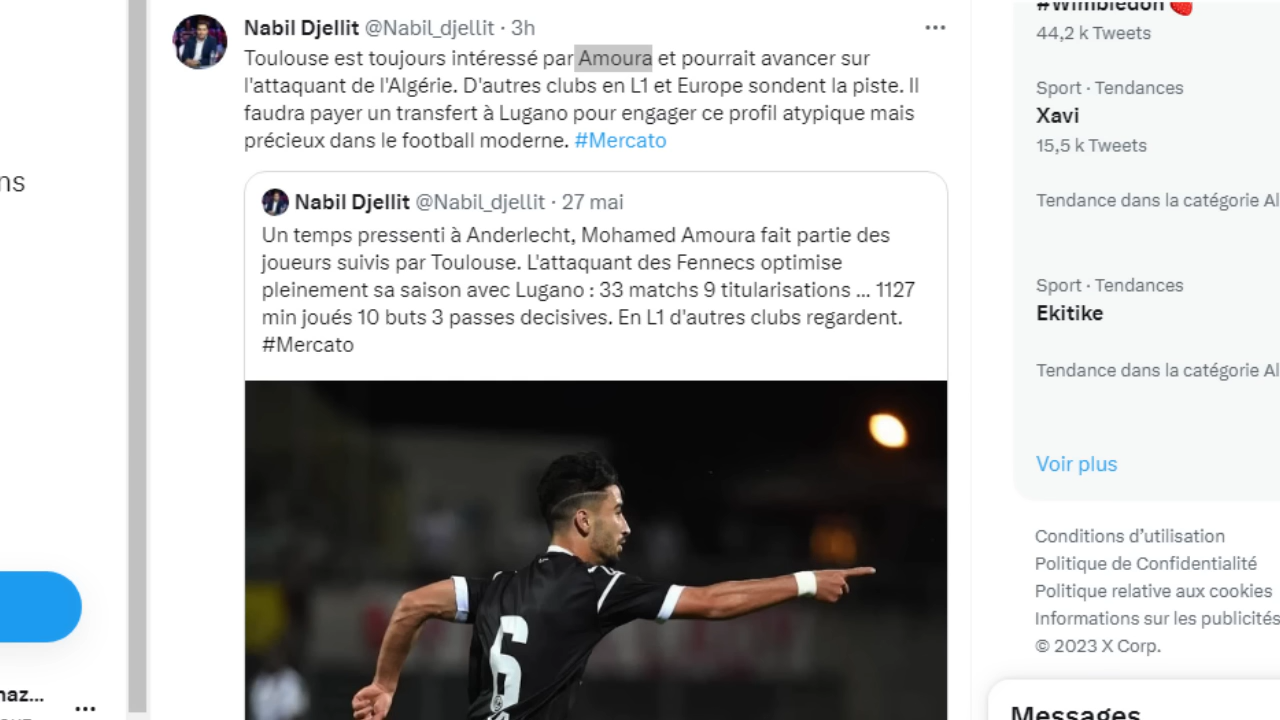 ns
naz...
Nabil Djellit @Nabil_djellit · 3h
Toulouse est toujours intéressé par Amoura et pourrait avancer sur
l'attaquant de l'Algérie. D'autres clubs en L1 et Europe sondent la piste. Il
faudra payer un transfert à Lugano pour engager ce profil atypique mais
précieux dans le football moderne. #Mercato
Nabil Djellit @Nabil_djellit · 27 mai
Un temps pressenti à Anderlecht, Mohamed Amoura fait partie des
joueurs suivis par Toulouse. L'attaquant des Fennecs optimise
pleinement sa saison avec Lugano : 33 matchs 9 titularisations ... 1127
min joués 10 buts 3 passes decisives. En L1 d'autres clubs regardent.
#Mercato
6
#Wimbledon
44,2 k Tweets
Sport · Tendances
Xavi
15,5 k Tweets
Tendance dans la catégorie Al
Sport · Tendances
Ekitike
Tendance dans la catégorie Al
Voir plus
Conditions d'utilisation
Politique de Confidentialité
Politique relative aux cookies
Informations sur les publicités
© 2023 X Corp.
Messages